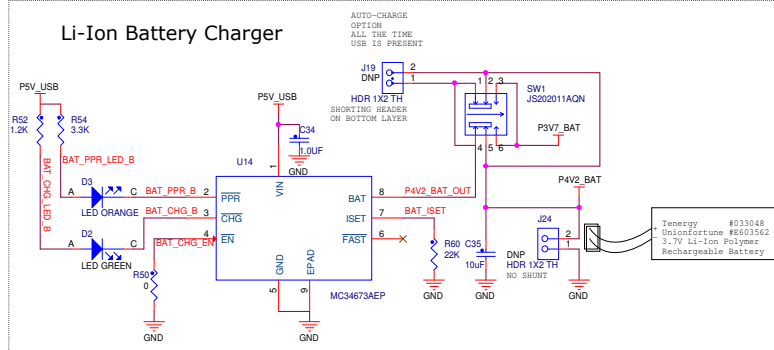 Li-Ion Battery Charger
AUTO-CHARGE
OPTION
ALL THE TIME
USB IS PRESENT
J19
DNP
2
1
HDR 1X2 TH
SHORTING HEADER
ON BOTTOM LAYER
1 2 3
4 5 6
SW1
JS202011AQN
P3V7_BAT
P5V_USB
R52
1.2K
R54
3.3K
BAT_PPR_LED_B
BAT_CHG_LED_B
P5V_USB
C34
1.0UF
GND
U14
1
VIN
D3
A
C
LED ORANGE
BAT_PPR_B
2
PPR
D2
A
C
LED GREEN
BAT_CHG_B
3
CHG
BAT_CHG_EN
4
EN
R50
0
GND
BAT
8
P4V2_BAT_OUT
ISET
7
BAT_ISET
FAST
6
GND
EPAD
5
9
MC34673AEP
GND
R60
22K
GND
C35
10uF
GND
P4V2_BAT
J24
2
1
DNP
HDR 1X2 TH
NO SHUNT
GND
+
-
Tenergy #033048
Unionfortune #E603562
3.7V Li-Ion Polymer
Rechargeable Battery